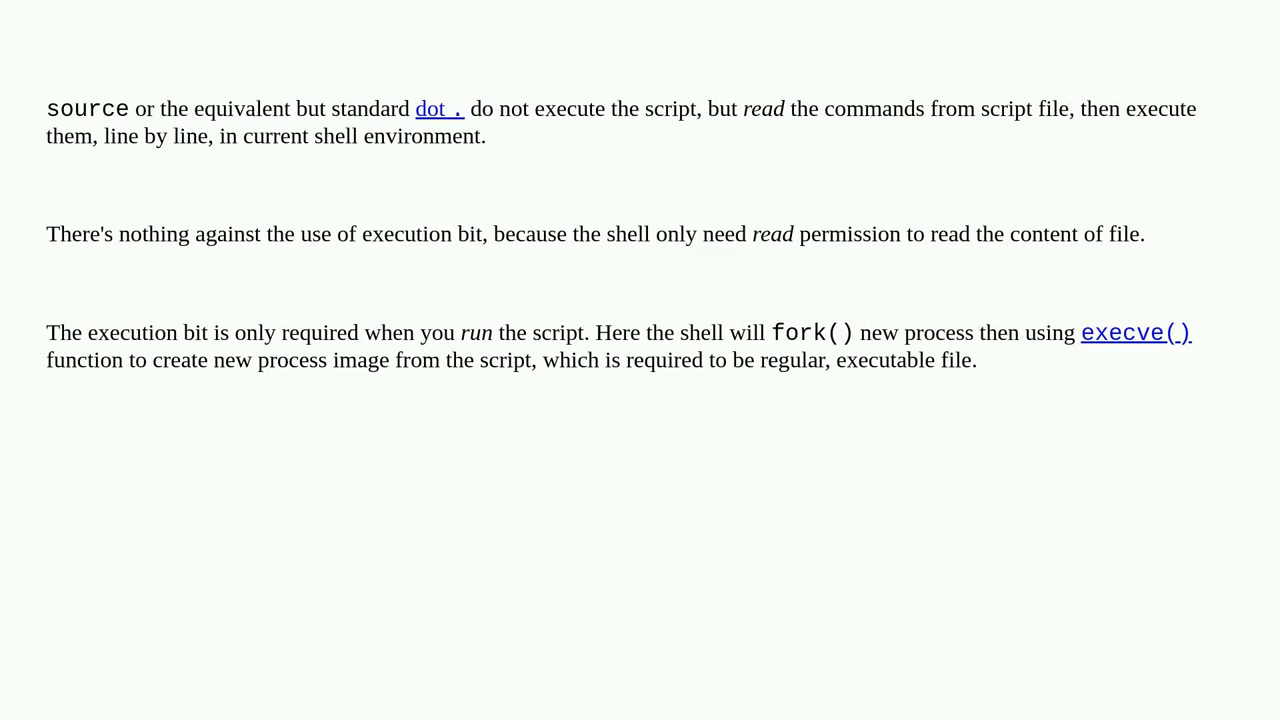 source or the equivalent but standard dot . do not execute the script, but read the commands from script file, then execute
them, line by line, in current shell environment.
There's nothing against the use of execution bit, because the shell only need read permission to read the content of file.
The execution bit is only required when you run the script. Here the shell will fork() new process then using execve()
function to create new process image from the script, which is required to be regular, executable file.